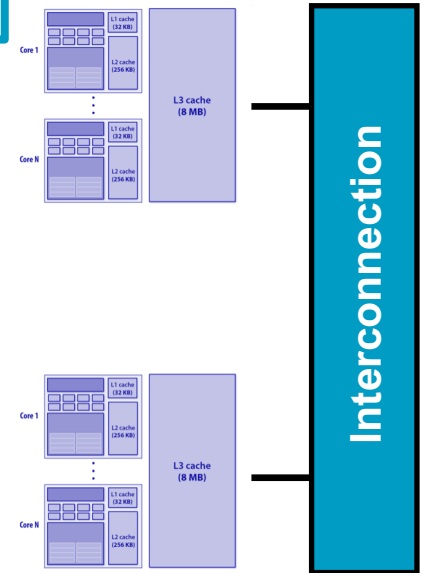 Core 1
L1 cache
(32 KB)
L2 cache
(256 KB)
L3 cache
(8 MB)
Core N
L1 cache
(32 KB)
L2 cache
(256 KB)
Interconnection
Core 1
L1 cache
(32 KB)
L2 cache
(256 KB)
L3 cache
(8 MB)
Core N
L1 cache
(32 KB)
L2 cache
(256 KB)